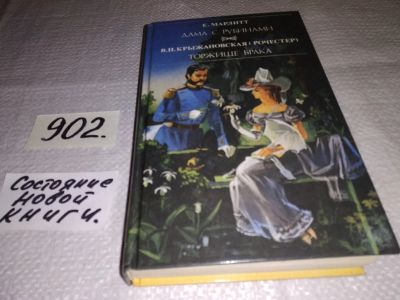 Е. МАРЛИТТ
ДАМА С РУБИНАМИ
В.И. КРЫЖАНОВСКАЯ (РОЧЕСТЕР)
ТОРЖИЩЕ БРАКА
902.
Состояние
Новой
книги.